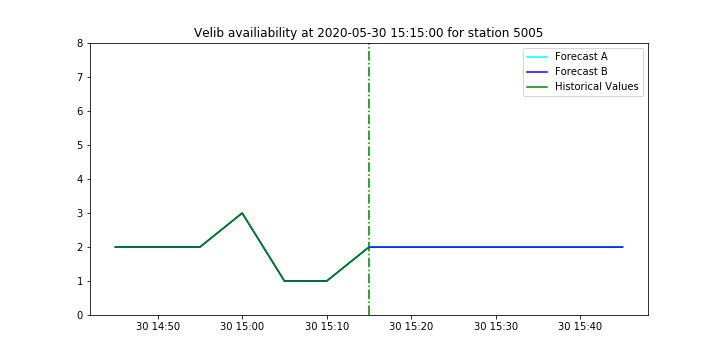 Velib availiability at 2020-05-30 15:15:00 for station 5005
8
7
6
5
4
3
2
1
0
Forecast A
Forecast B
Historical Values
30 14:50 30 15:00 30 15:10 30 15:20 30 15:30 30 15:40